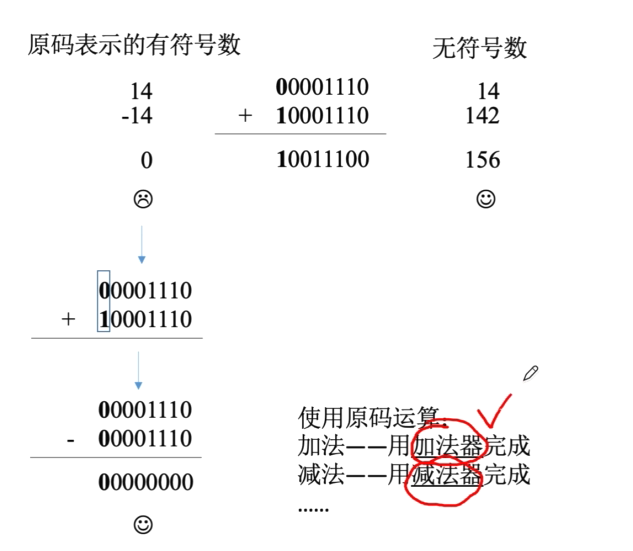 原码表示的有符号数
无符号数
14 00001110 14
-14 + 10001110 142
0 10011100 156
00001110
+ 10001110
00001110
- 00001110
00000000
使用原码运算:
加法——用加法器完成
减法——用减法器完成
......